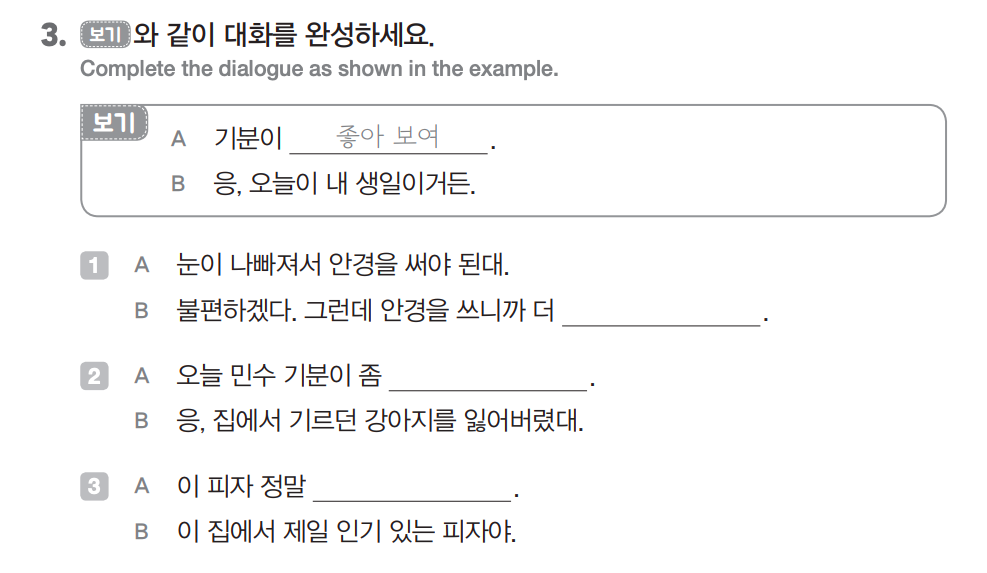 3. 보기 와 같이 대화를 완성하세요.
Complete the dialogue as shown in the example.
보기
A 기분이 좋아 보여.
B 응, 오늘이 내 생일이거든.
1 A 눈이 나빠져서 안경을 써야 된대.
B 불편하겠다. 그런데 안경을 쓰니까 더 ____________.
2 A 오늘 민수 기분이 좀 ____________.
B 응, 집에서 기르던 강아지를 잃어버렸대.
3 A 이 피자 정말 ____________.
B 이 집에서 제일 인기 있는 피자야.